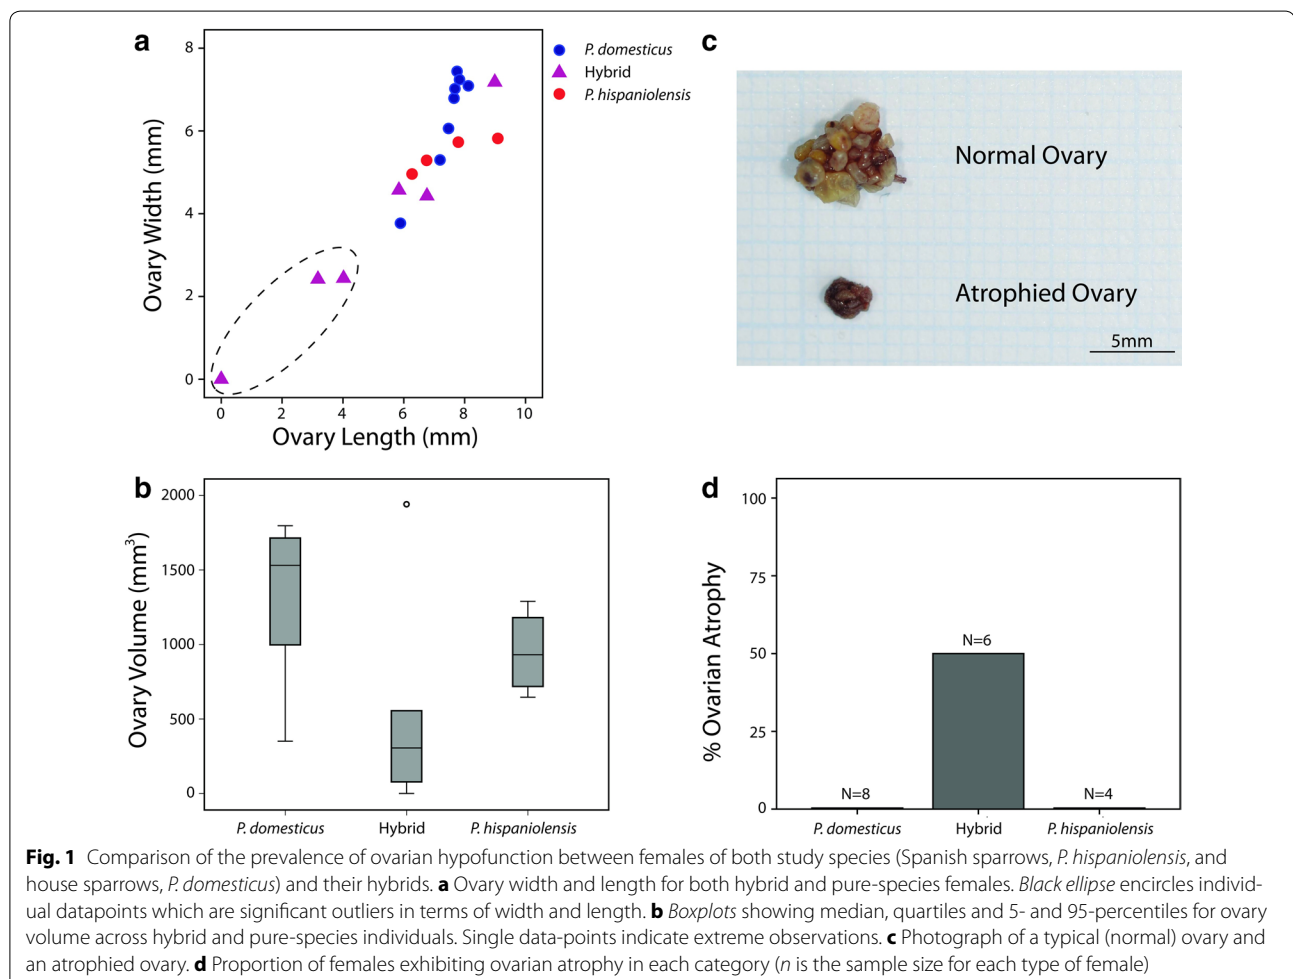 a
8
6
4
2
0
Ovary Width (mm)
0 2 4 6 8 10
Ovary Length (mm)
P. domesticus
Hybrid
P. hispaniolensis
c
Normal Ovary
Atrophied Ovary
5mm
b
2000
1500
1000
500
0
Ovary Volume (mm³)
P. domesticus Hybrid P. hispaniolensis
d
100
75
50
25
0
% Ovarian Atrophy
N=8
N=6
N=4
P. domesticus Hybrid P. hispaniolensis
Fig. 1 Comparison of the prevalence of ovarian hypofunction between females of both study species (Spanish sparrows, P. hispaniolensis, and
house sparrows, P. domesticus) and their hybrids. a Ovary width and length for both hybrid and pure-species females. Black ellipse encircles individ-
ual datapoints which are significant outliers in terms of width and length. b Boxplots showing median, quartiles and 5- and 95-percentiles for ovary
volume across hybrid and pure-species individuals. Single data-points indicate extreme observations. c Photograph of a typical (normal) ovary and
an atrophied ovary. d Proportion of females exhibiting ovarian atrophy in each category (n is the sample size for each type of female)